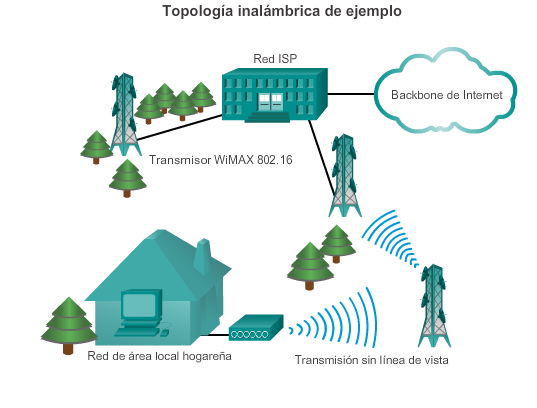 Topología inalámbrica de ejemplo
Red ISP
Backbone de Internet
Transmisor WiMAX 802.16
Red de área local hogareña
Transmisión sin línea de vista